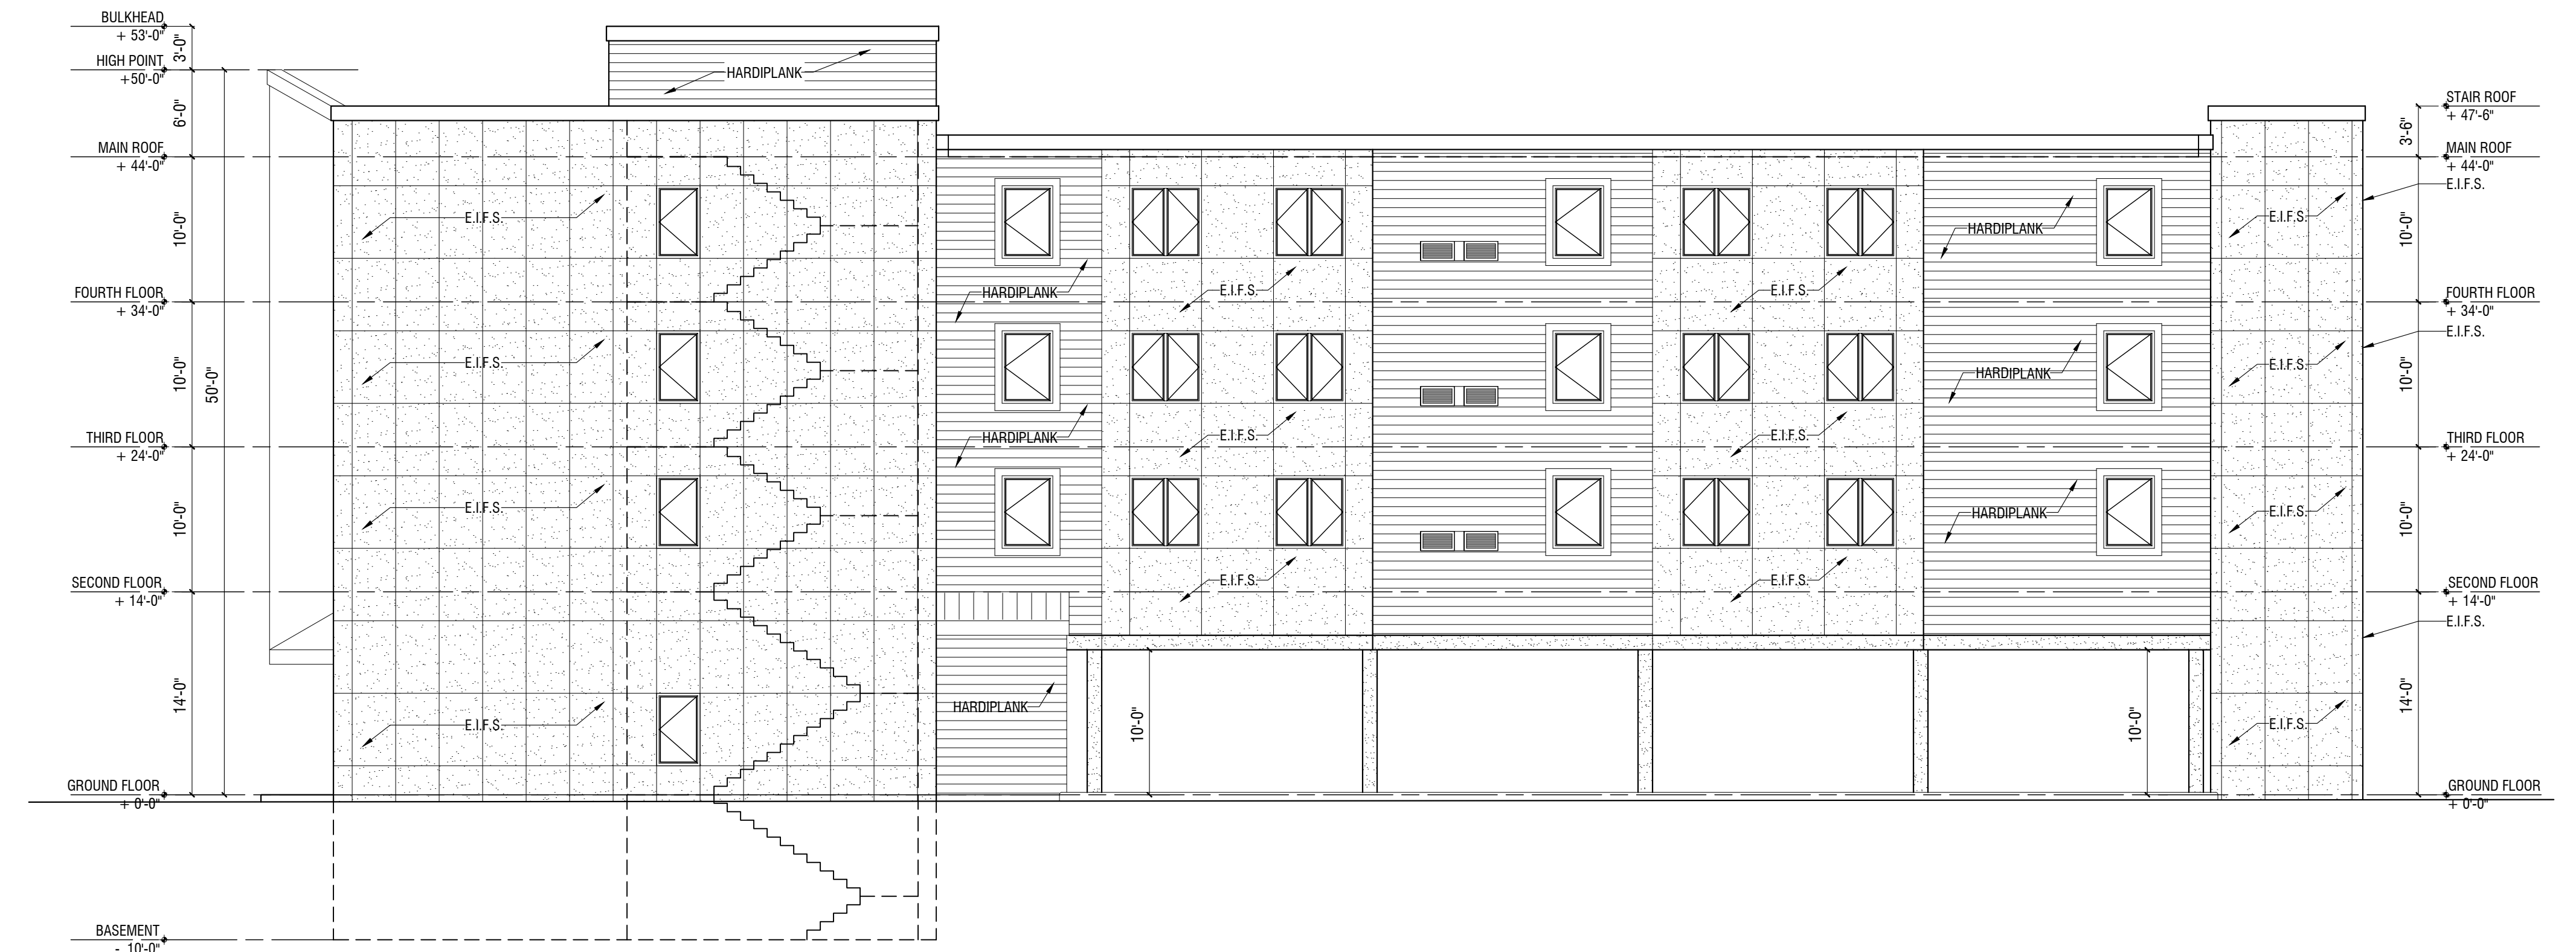 BULKHEAD
+ 53'-0"
3'-0"
HIGH POINT
+50'-0"
HARDIPLANK
6'-0"
STAIR ROOF
+ 47'-6"
3'-6"
MAIN ROOF
+ 44'-0"
MAIN ROOF
+ 44'-0"
E.I.F.S.
10'-0"
E.I.F.S.
HARDIPLANK
E.I.F.S.
10'-0"
FOURTH FLOOR
+ 34'-0"
HARDIPLANK
E.I.F.S.
E.I.F.S.
FOURTH FLOOR
+ 34'-0"
E.I.F.S.
10'-0"
50'-0"
E.I.F.S.
HARDIPLANK
E.I.F.S.
10'-0"
THIRD FLOOR
+ 24'-0"
HARDIPLANK
E.I.F.S.
E.I.F.S.
THIRD FLOOR
+ 24'-0"
10'-0"
E.I.F.S.
HARDIPLANK
E.I.F.S.
10'-0"
SECOND FLOOR
+ 14'-0"
E.I.F.S.
E.I.F.S.
SECOND FLOOR
+ 14'-0"
E.I.F.S.
14'-0"
E.I.F.S.
HARDIPLANK
10'-0"
10'-0"
E.I.F.S.
14'-0"
GROUND FLOOR
+ 0'-0"
GROUND FLOOR
+ 0'-0"
BASEMENT
- 10'-0"